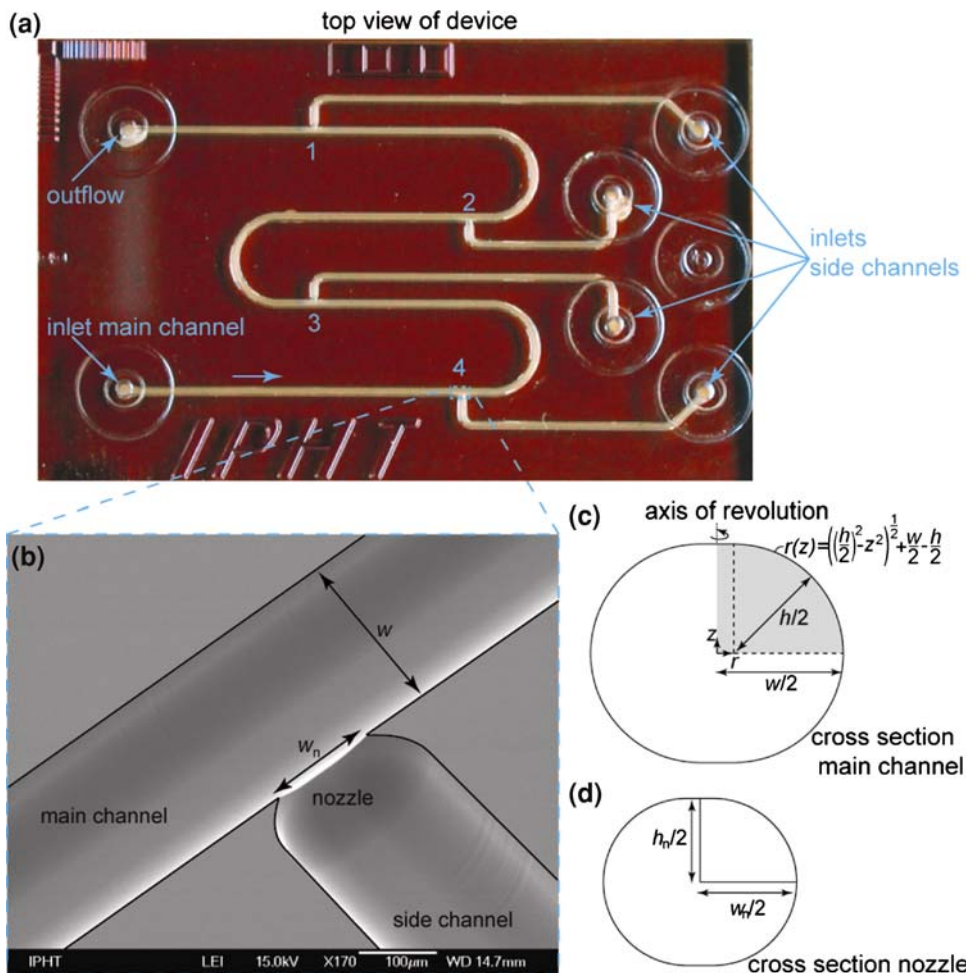 top view of device
(a)
1
outflow
2
inlets
side channels
3
inlet main channel
4
IPHT
(b)
w
wn
nozzle
main channel
side channel
IPHT LEI 15.0kV X170 100µm WD 14.7mm
(c)
axis of revolution
r(z)=((h/2)²-z²)^1/2+w/2-h/2
h/2
z
r
w/2
cross section
main channel
(d)
hn/2
wn/2
cross section nozzle